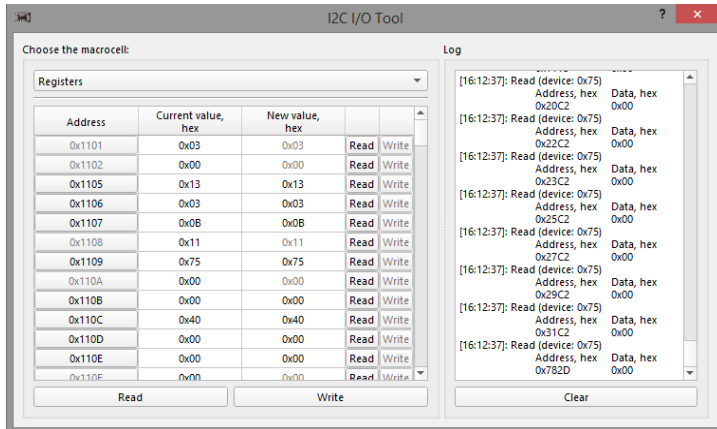 I2C I/O Tool
? ×
Choose the macrocell:
Registers
Address Current value, hex New value, hex
0x1101 0x03 0x03 Read Write
0x1102 0x00 0x00 Read Write
0x1105 0x13 0x13 Read Write
0x1106 0x03 0x03 Read Write
0x1107 0x0B 0x0B Read Write
0x1108 0x11 0x11 Read Write
0x1109 0x75 0x75 Read Write
0x110A 0x00 0x00 Read Write
0x110B 0x00 0x00 Read Write
0x110C 0x40 0x40 Read Write
0x110D 0x00 0x00 Read Write
0x110E 0x00 0x00 Read Write
0x110F 0x00 0x00 Read Write
Read Write
Log
[16:12:37]: Read (device: 0x75)
Address, hex Data, hex
0x20C2 0x00
[16:12:37]: Read (device: 0x75)
Address, hex Data, hex
0x22C2 0x00
[16:12:37]: Read (device: 0x75)
Address, hex Data, hex
0x23C2 0x00
[16:12:37]: Read (device: 0x75)
Address, hex Data, hex
0x25C2 0x00
[16:12:37]: Read (device: 0x75)
Address, hex Data, hex
0x27C2 0x00
[16:12:37]: Read (device: 0x75)
Address, hex Data, hex
0x29C2 0x00
[16:12:37]: Read (device: 0x75)
Address, hex Data, hex
0x31C2 0x00
[16:12:37]: Read (device: 0x75)
Address, hex Data, hex
0x782D 0x00
Clear